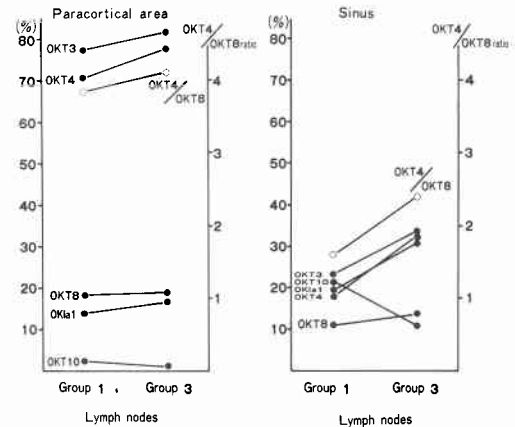 Paracortical area
(%)
80
70
60
50
40
30
20
10
OKT3
OKT4
OKT8
OKIa1
OKT10
OKT4/OKT8
OKT4/OKT8 ratio
4
3
2
1
Group 1 . Group 3
Lymph nodes
Sinus
(%)
80
70
60
50
40
30
20
10
OKT3
OKT10
OKIa1
OKT4
OKT8
OKT4/OKT8
OKT4/OKT8 ratio
4
3
2
1
Group 1 Group 3
Lymph nodes